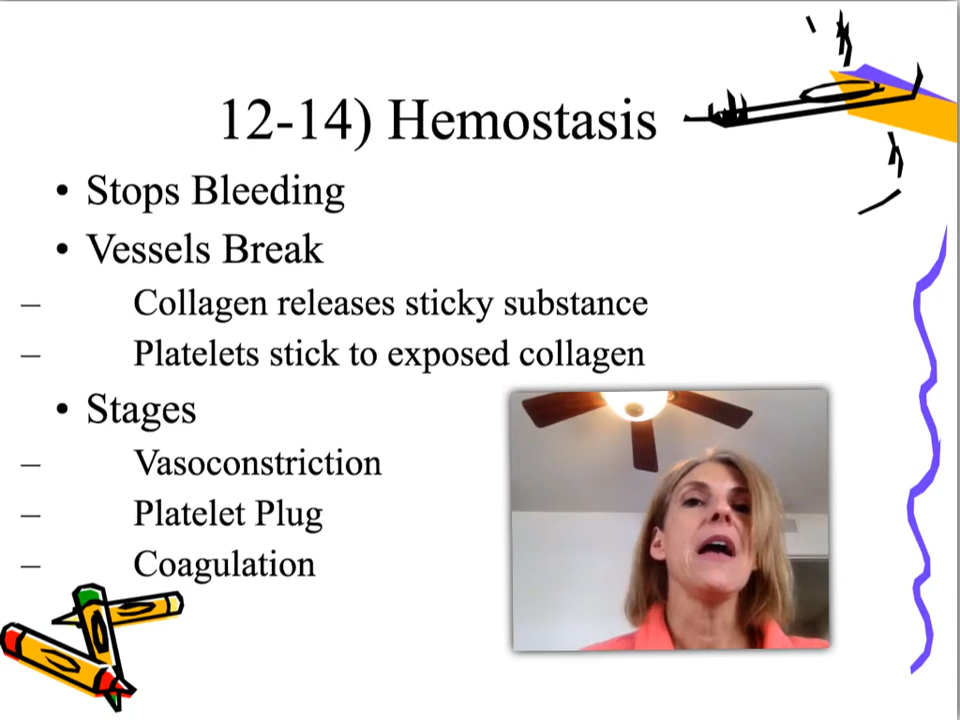 12-14) Hemostasis
• Stops Bleeding
• Vessels Break
– Collagen releases sticky substance
– Platelets stick to exposed collagen
• Stages
– Vasoconstriction
– Platelet Plug
– Coagulation